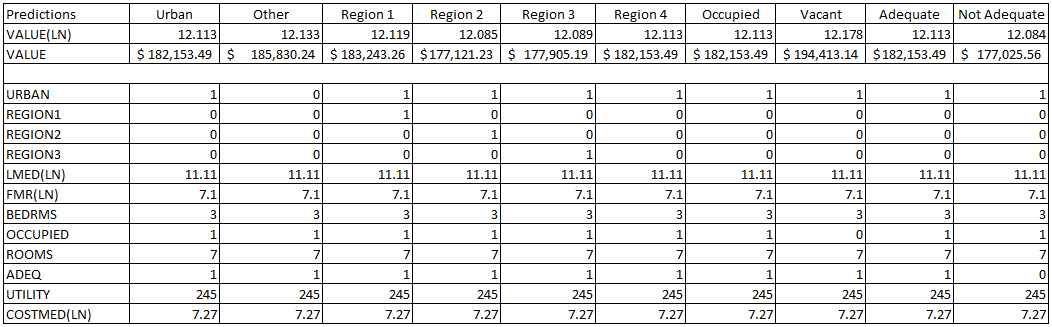 Predictions Urban Other Region 1 Region 2 Region 3 Region 4 Occupied Vacant Adequate Not Adequate
VALUE(LN) 12.113 12.133 12.119 12.085 12.089 12.113 12.113 12.178 12.113 12.084
VALUE $ 182,153.49 $ 185,830.24 $ 183,243.26 $ 177,121.23 $ 177,905.19 $ 182,153.49 $ 182,153.49 $ 194,413.14 $ 182,153.49 $ 177,025.56
URBAN 1 0 1 1 1 1 1 1 1 1
REGION1 0 0 1 0 0 0 0 0 0 0
REGION2 0 0 0 1 0 0 0 0 0 0
REGION3 0 0 0 0 1 0 0 0 0 0
LMED(LN) 11.11 11.11 11.11 11.11 11.11 11.11 11.11 11.11 11.11 11.11
FMR(LN) 7.1 7.1 7.1 7.1 7.1 7.1 7.1 7.1 7.1 7.1
BEDRMS 3 3 3 3 3 3 3 3 3 3
OCCUPIED 1 1 1 1 1 1 1 0 1 1
ROOMS 7 7 7 7 7 7 7 7 7 7
ADEQ 1 1 1 1 1 1 1 1 1 0
UTILITY 245 245 245 245 245 245 245 245 245 245
COSTMED(LN) 7.27 7.27 7.27 7.27 7.27 7.27 7.27 7.27 7.27 7.27